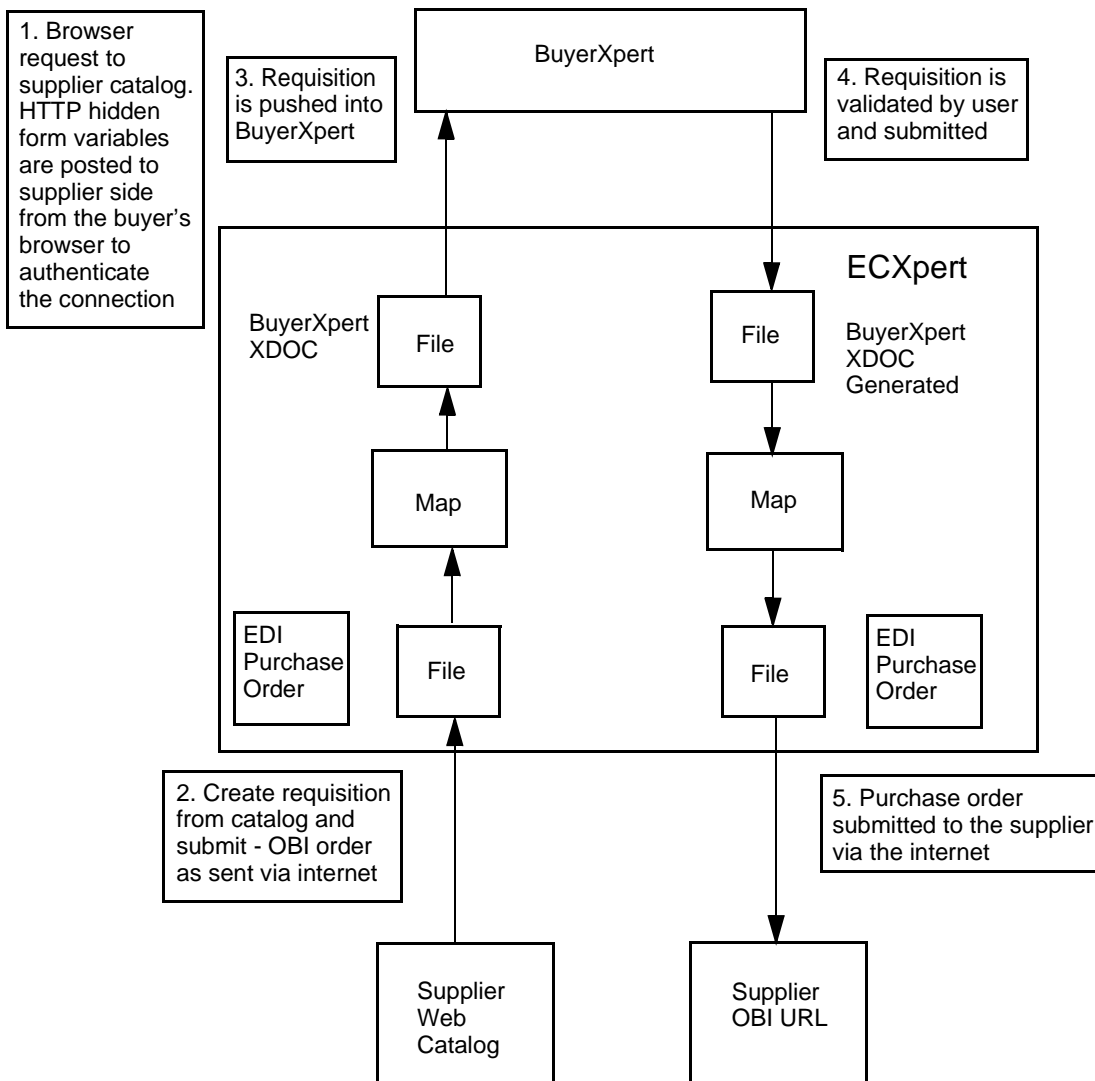 1. Browser
request to
supplier catalog.
HTTP hidden
form variables
are posted to
supplier side
from the buyer’s
browser to
authenticate
the connection
3. Requisition
is pushed into
BuyerXpert
BuyerXpert
4. Requisition is
validated by user
and submitted
ECXpert
BuyerXpert
XDOC
File
File
BuyerXpert
XDOC
Generated
Map
Map
EDI
Purchase
Order
File
File
EDI
Purchase
Order
2. Create requisition
from catalog and
submit - OBI order
as sent via internet
5. Purchase order
submitted to the supplier
via the internet
Supplier
Web
Catalog
Supplier
OBI URL